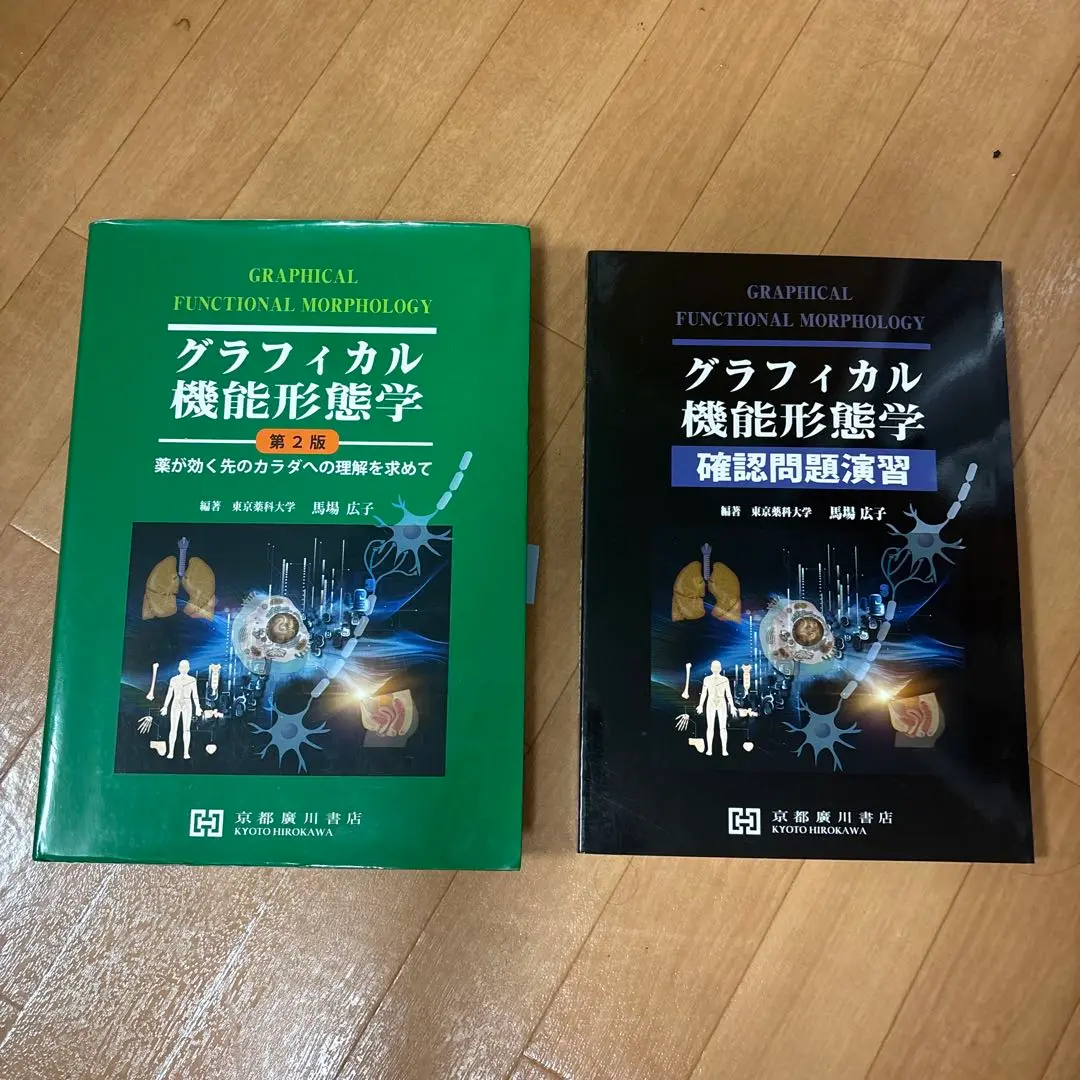 GRAPHICAL
FUNCTIONAL MORPHOLOGY
グラフィカル
機能形態学
第2版
薬が効く先のカラダへの理解を求めて
編著 東京薬科大学 馬場 広子
京都廣川書店
KYOTO HIROKAWA
GRAPHICAL
FUNCTIONAL MORPHOLOGY
グラフィカル
機能形態学
確認問題演習
編著 東京薬科大学 馬場 広子
京都廣川書店
KYOTO HIROKAWA